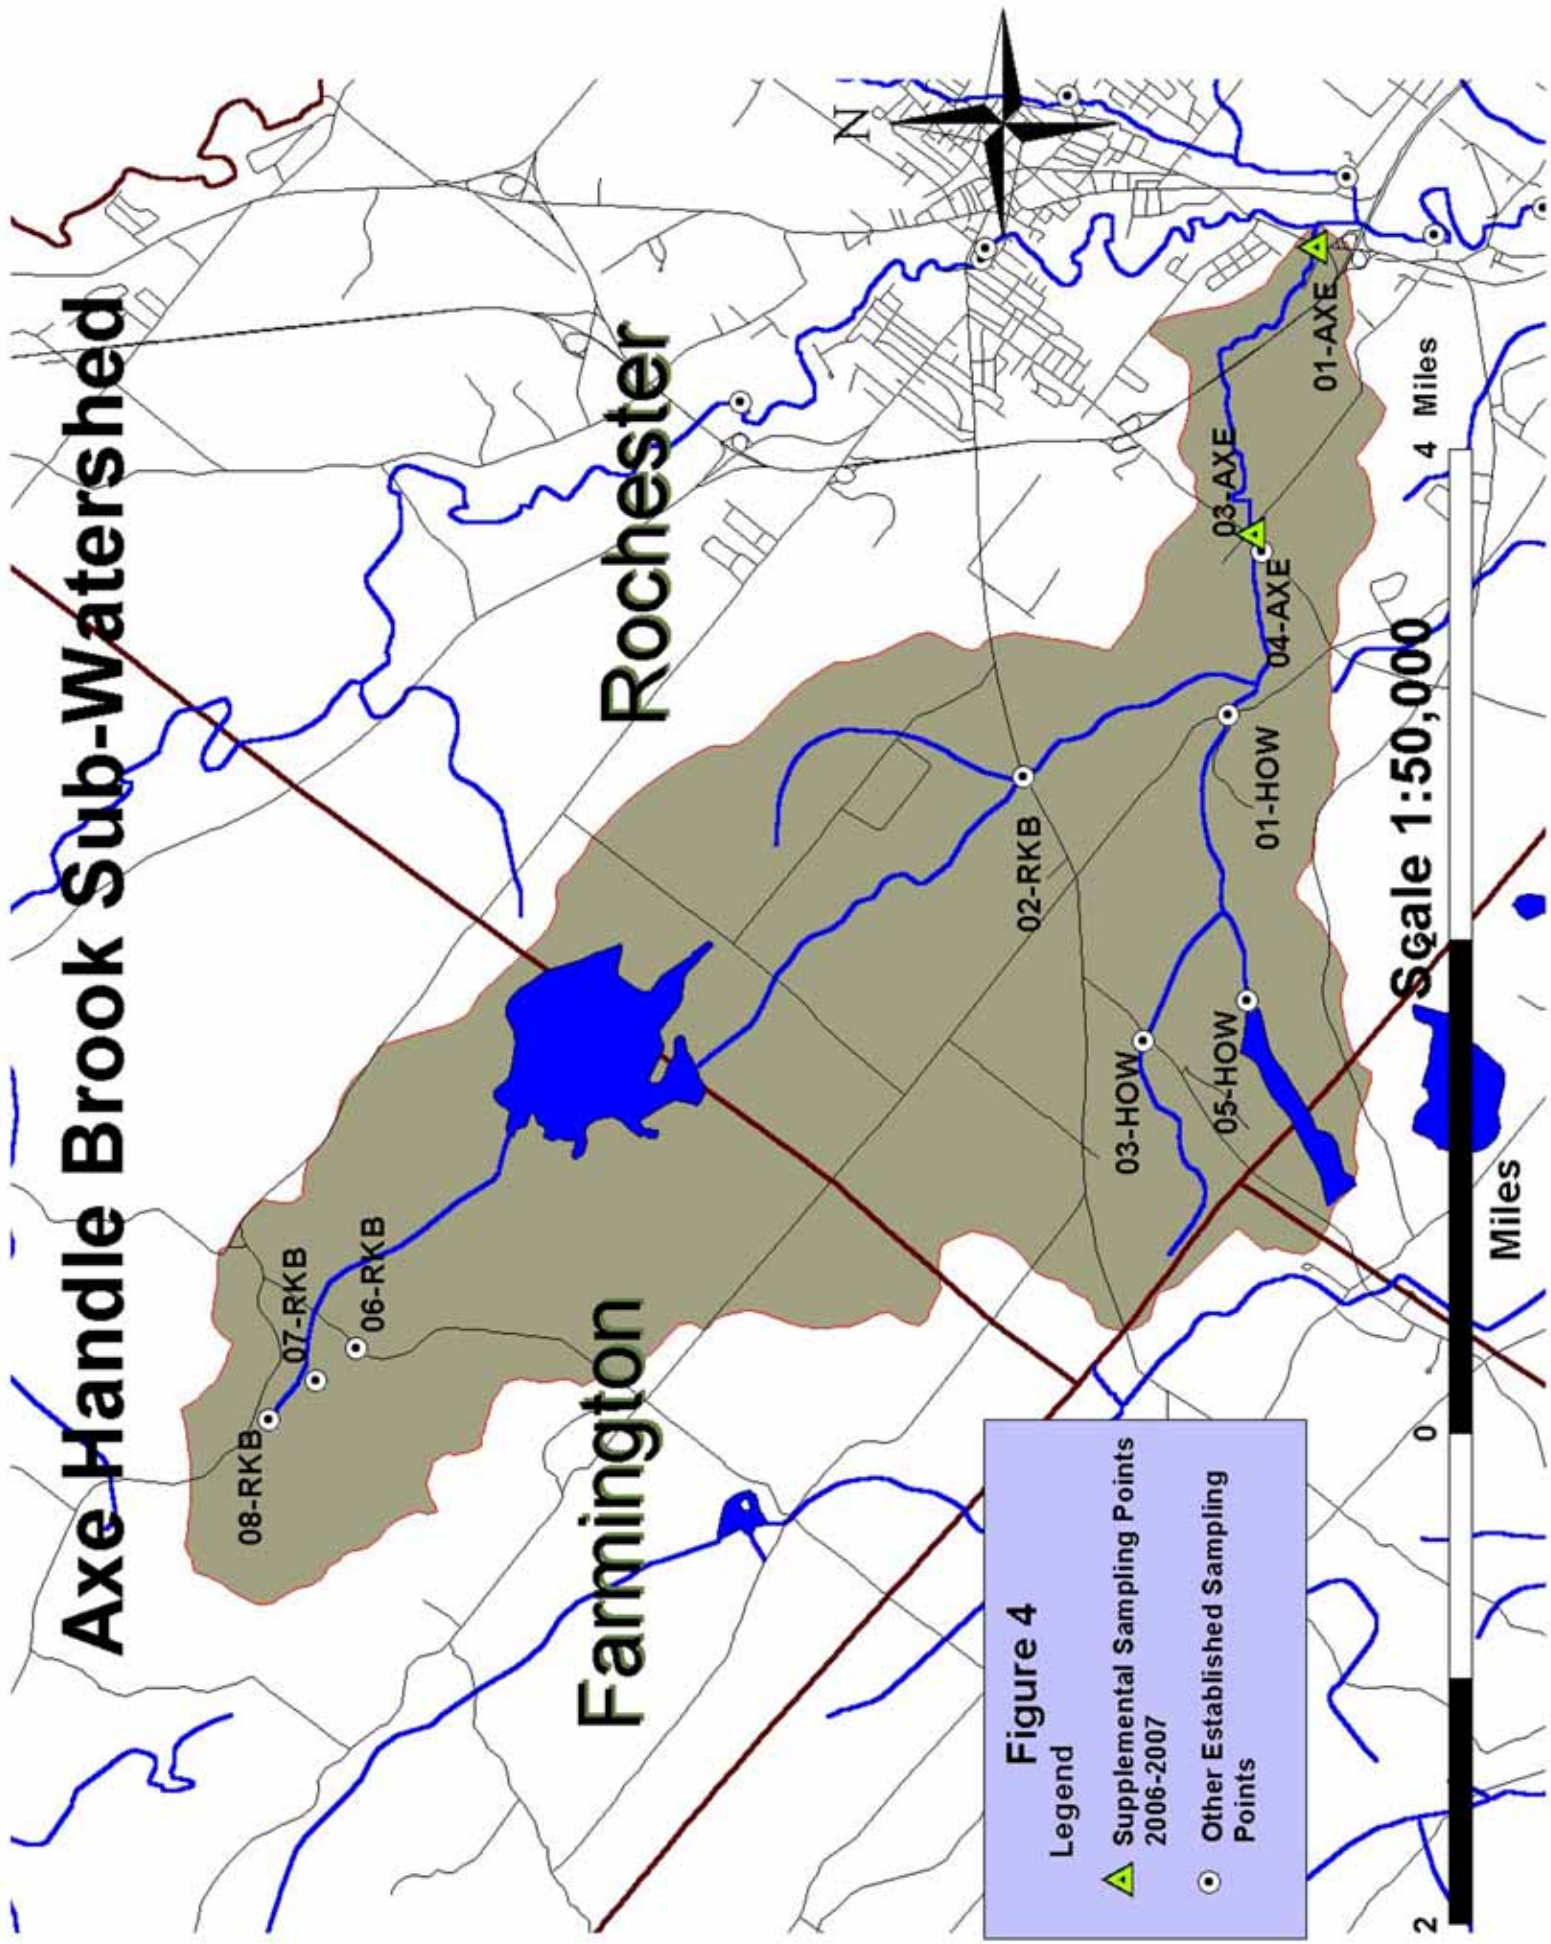 Axe Handle Brook Sub-Watershed
N
Farmington
Rochester
08-RKB
07-RKB
06-RKB
02-RKB
03-HOW
05-HOW
01-HOW
04-AXE
03-AXE
01-AXE
Figure 4
Legend
Supplemental Sampling Points
2006-2007
Other Established Sampling
Points
Scale 1:50,000
2
0
2
4 Miles
Miles